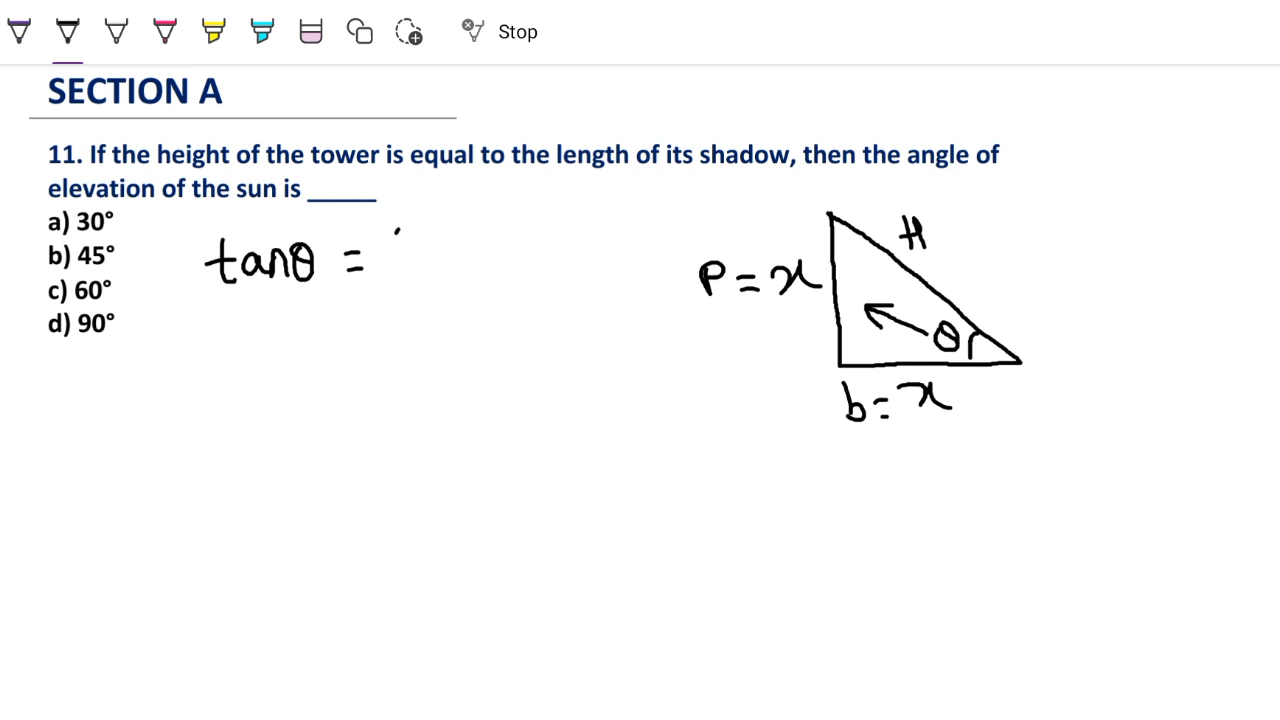 Stop
SECTION A
11. If the height of the tower is equal to the length of its shadow, then the angle of
elevation of the sun is _____
a) 30°
b) 45°
c) 60°
d) 90°
tanθ =
H
P = x
θ
b = x